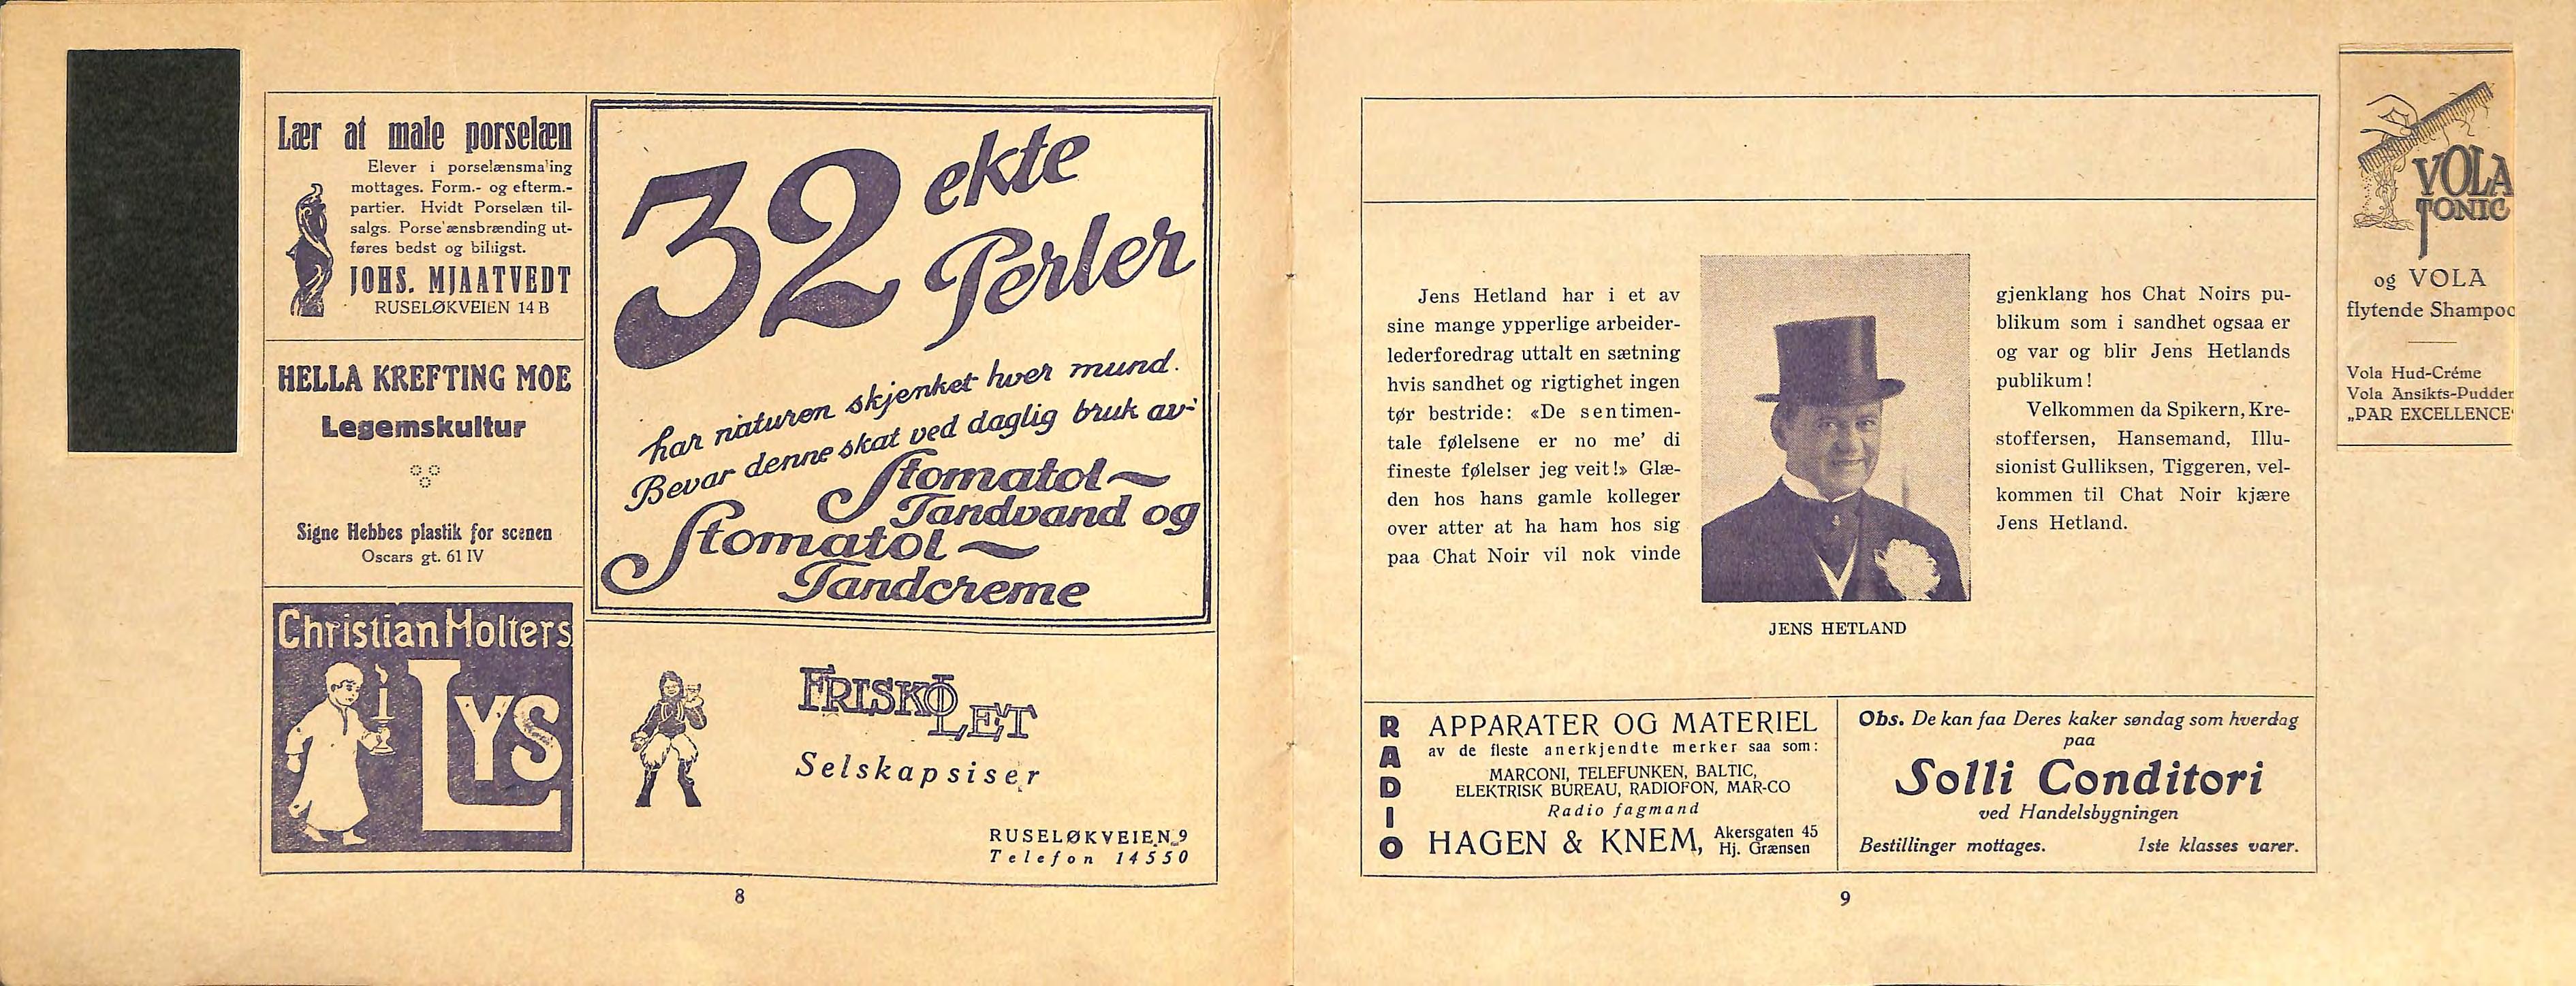 Lær at male porselæn
Elever i porselænsma'ing
mottages. Form.- og efterm.-
partier. Hvidt Porselæn til-
salgs. Porse'ænsbrænding ut-
føres bedst og billigst.
JOHS. MJAATVEDT
RUSELØKVEIEN 14 B
HELLA KREFTING MOE
Legemskultur
Signe Hebbes plastik for scenen
Oscars gt. 61 IV
Christian Holters
LYS
32 ekte
Perler
har naturen skjenket hver mund.
Bevar denne skat ved daglig bruk av:
Stomatol~
Tandvand og
Stomatol~
Tandcreme
FRISKO
LET
Selskapsiser
RUSELØKVEIEN 9
Telefon 14550
8
Jens Hetland har i et av
sine mange ypperlige arbeider-
lederforedrag uttalt en sætning
hvis sandhet og rigtighet ingen
tør bestride: «De sentimen-
tale følelsene er no me' di
fineste følelser jeg veit!» Glæ-
den hos hans gamle kolleger
over atter at ha ham hos sig
paa Chat Noir vil nok vinde
JENS HETLAND
gjenklang hos Chat Noirs pu-
blikum som i sandhet ogsaa er
og var og blir Jens Hetlands
publikum!
Velkommen da Spikern, Kre-
stoffersen, Hansemand, Illu-
sionist Gulliksen, Tiggeren, vel-
kommen til Chat Noir kjære
Jens Hetland.
RADIO
APPARATER OG MATERIEL
av de fleste anerkjendte merker saa som:
MARCONI, TELEFUNKEN, BALTIC,
ELEKTRISK BUREAU, RADIOFON, MAR-CO
Radio fagmand
HAGEN & KNEM, Akersgaten 45
Hj. Grænsen
Obs. De kan faa Deres kaker søndag som hverdag
paa
Solli Conditori
ved Handelsbygningen
Bestillinger mottages. 1ste klasses varer.
9
VOLA
TONIC
og VOLA
flytende Shampoo
Vola Hud-Créme
Vola Ansikts-Pudder
„PAR EXCELLENCE"